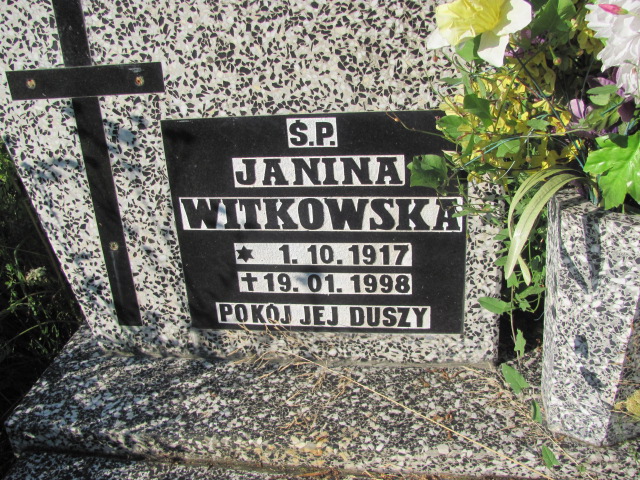 Ś.P.
JANINA
WITKOWSKA
✶ 1. 10. 1917
✝ 19. 01. 1998
POKÓJ JEJ DUSZY